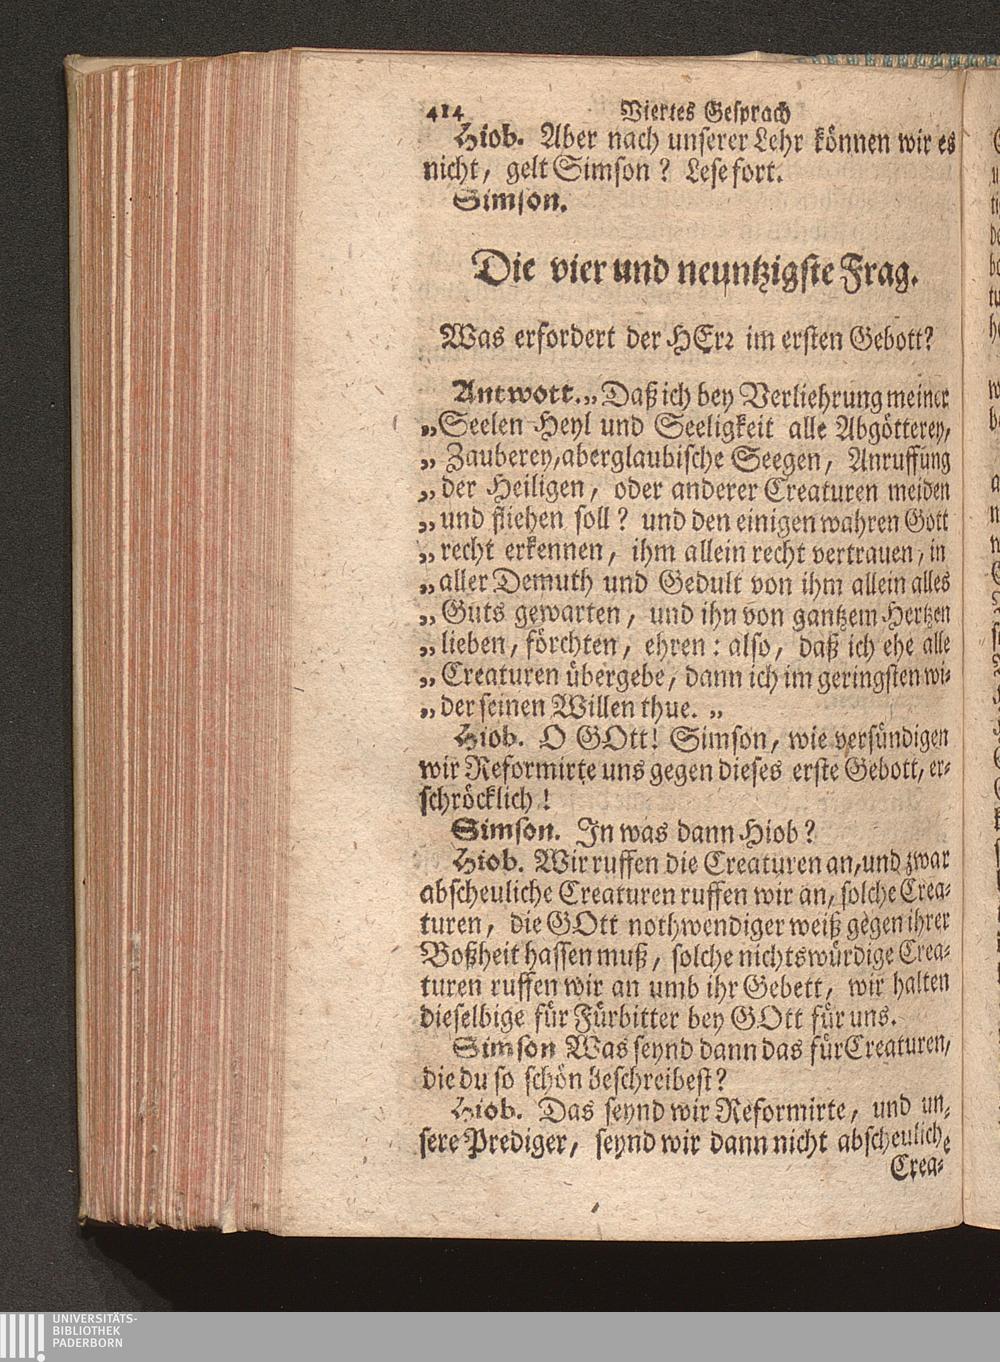 414 Viertes Gesprach
Hiob. Aber nach unserer Lehr können wir es
nicht, gelt Simson? Lese fort.
Simson.
Die vier und neuntzigste Frag.
Was erfordert der HErr im ersten Gebott?
Antwort. „ Daß ich bey Verliehrung meiner
„ Seelen Heyl und Seeligkeit alle Abgötterey,
„ Zauberey, aberglaubische Seegen, Anruffung
„ der Heiligen, oder anderer Creaturen meiden
„ und fliehen soll? und den einigen wahren Gott
„ recht erkennen, ihm allein recht vertrauen, in
„ aller Demuth und Gedult von ihm allein alles
„ Guts gewarten, und ihn von gantzem Hertzen
„ lieben, förchten, ehren: also, daß ich ehe alle
„ Creaturen übergebe, dann ich im geringsten wi-
„ der seinen Willen thue. „
Hiob. O GOtt! Simson, wie versündigen
wir Reformirte uns gegen dieses erste Gebott, er-
schröcklich!
Simson. In was dann Hiob?
Hiob. Wir ruffen die Creaturen an, und zwar
abscheuliche Creaturen ruffen wir an, solche Crea-
turen, die GOtt nothwendiger weiß gegen ihrer
Boßheit hassen muß, solche nichtswürdige Crea-
turen ruffen wir an umb ihr Gebett, wir halten
dieselbige für Fürbitter bey GOtt für uns.
Simson Was seynd dann das für Creaturen,
die du so schön beschreibest?
Hiob. Das seynd wir Reformirte, und un-
sere Prediger, seynd wir dann nicht abscheuliche
Crea-
UNIVERSITÄTS-
BIBLIOTHEK
PADERBORN